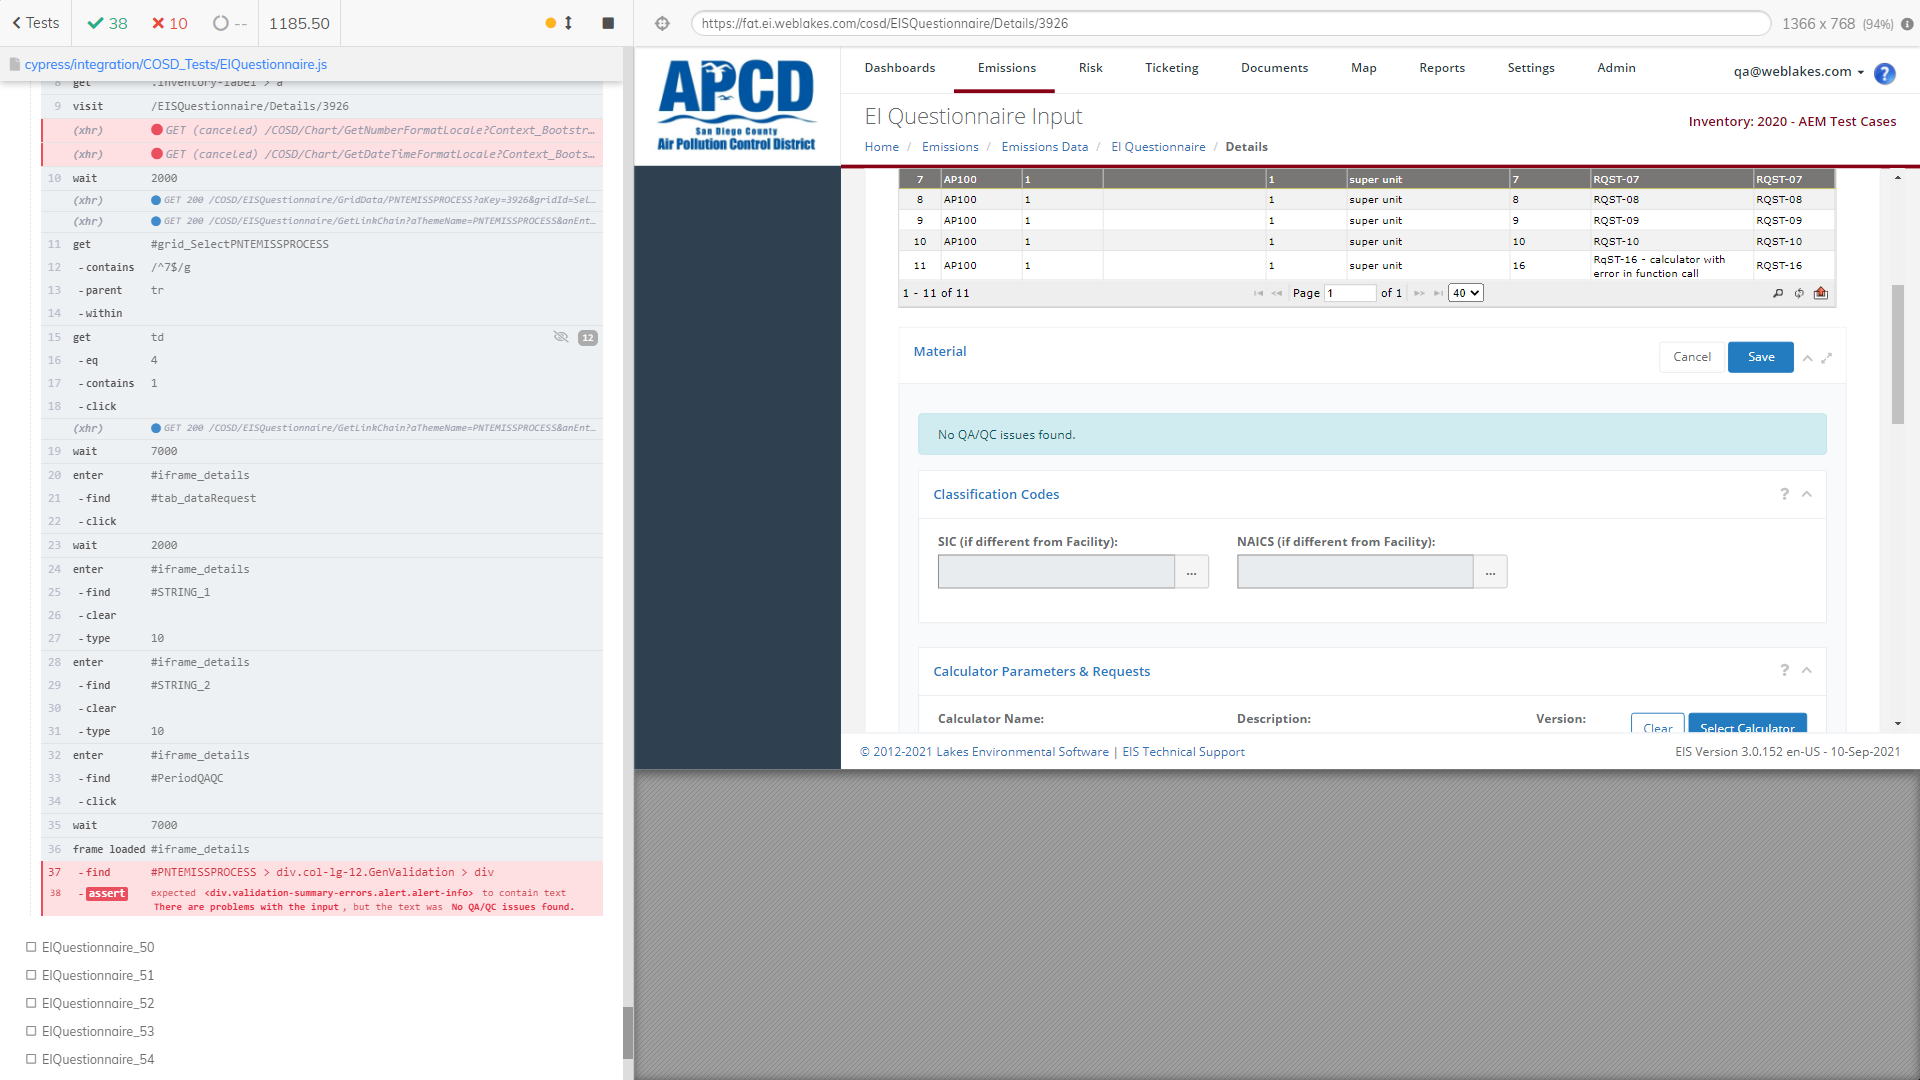 Tests
38
10
--
1185.50
cypress/integration/COSD_Tests/EIQuestionnaire.js
8 get .inventory-label > a
9 visit /EISQuestionnaire/Details/3926
(xhr) GET (canceled) /COSD/Chart/GetNumberFormatLocale?Context_Bootstr...
(xhr) GET (canceled) /COSD/Chart/GetDateTimeFormatLocale?Context_Boots...
10 wait 2000
(xhr) GET 200 /COSD/EISQuestionnaire/GridData/PNTEMISSPROCESS?aKey=3926&gridId=Sel...
(xhr) GET 200 /COSD/EISQuestionnaire/GetLinkChain?aThemeName=PNTEMISSPROCESS&anEnt...
11 get #grid_SelectPNTEMISSPROCESS
12 -contains /^7$/g
13 -parent tr
14 -within
15 get td 12
16 -eq 4
17 -contains 1
18 -click
(xhr) GET 200 /COSD/EISQuestionnaire/GetLinkChain?aThemeName=PNTEMISSPROCESS&anEnt...
19 wait 7000
20 enter #iframe_details
21 -find #tab_dataRequest
22 -click
23 wait 2000
24 enter #iframe_details
25 -find #STRING_1
26 -clear
27 -type 10
28 enter #iframe_details
29 -find #STRING_2
30 -clear
31 -type 10
32 enter #iframe_details
33 -find #PeriodQAQC
34 -click
35 wait 7000
36 frame loaded #iframe_details
37 -find #PNTEMISSPROCESS > div.col-lg-12.GenValidation > div
38 -assert expected <div.validation-summary-errors.alert.alert-info> to contain text
There are problems with the input, but the text was No QA/QC issues found.
EIQuestionnaire_50
EIQuestionnaire_51
EIQuestionnaire_52
EIQuestionnaire_53
EIQuestionnaire_54
https://fat.ei.weblakes.com/cosd/EISQuestionnaire/Details/3926
1366 x 768 (94%)
APCD
San Diego County
Air Pollution Control District
Dashboards Emissions Risk Ticketing Documents Map Reports Settings Admin
qa@weblakes.com
?
EI Questionnaire Input
Inventory: 2020 - AEM Test Cases
Home / Emissions / Emissions Data / EI Questionnaire / Details
7 AP100 1 1 super unit 7 RQST-07 RQST-07
8 AP100 1 1 super unit 8 RQST-08 RQST-08
9 AP100 1 1 super unit 9 RQST-09 RQST-09
10 AP100 1 1 super unit 10 RQST-10 RQST-10
11 AP100 1 1 super unit 16 RqST-16 - calculator with error in function call RQST-16
1 - 11 of 11
Page 1 of 1 40
Material
Cancel
Save
No QA/QC issues found.
Classification Codes
?
SIC (if different from Facility):
NAICS (if different from Facility):
...
...
Calculator Parameters & Requests
?
Calculator Name:
Description:
Version:
Clear
Select Calculator
© 2012-2021 Lakes Environmental Software | EIS Technical Support
EIS Version 3.0.152 en-US - 10-Sep-2021